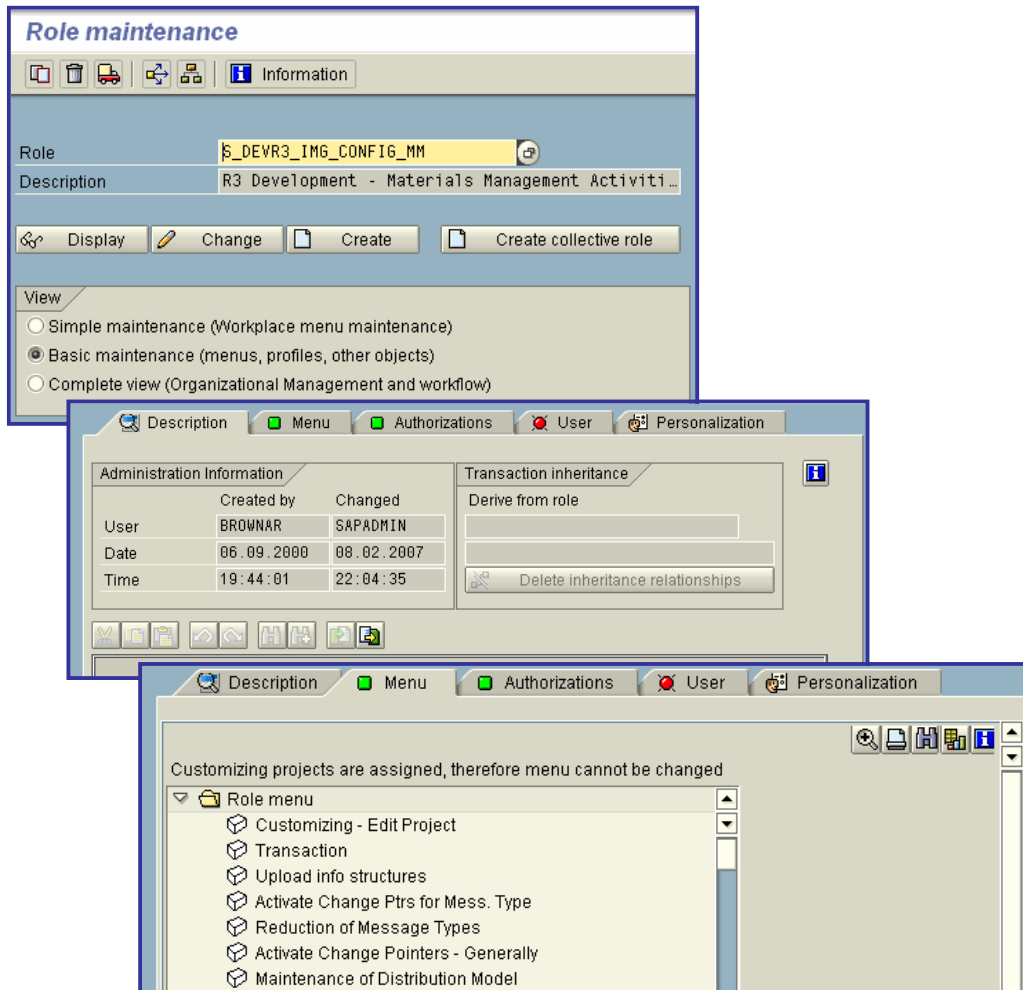 Role maintenance
Information
Role S_DEVR3_IMG_CONFIG_MM
Description R3 Development - Materials Management Activiti…
Display Change Create Create collective role
View
Simple maintenance (Workplace menu maintenance)
Basic maintenance (menus, profiles, other objects)
Complete view (Organizational Management and workflow)
Description Menu Authorizations User Personalization
Administration Information Transaction inheritance
Created by Changed Derive from role
User BROWNAR SAPADMIN
Date 06.09.2000 08.02.2007
Time 19:44:01 22:04:35 Delete inheritance relationships
Description Menu Authorizations User Personalization
Customizing projects are assigned, therefore menu cannot be changed
Role menu
Customizing - Edit Project
Transaction
Upload info structures
Activate Change Ptrs for Mess. Type
Reduction of Message Types
Activate Change Pointers - Generally
Maintenance of Distribution Model